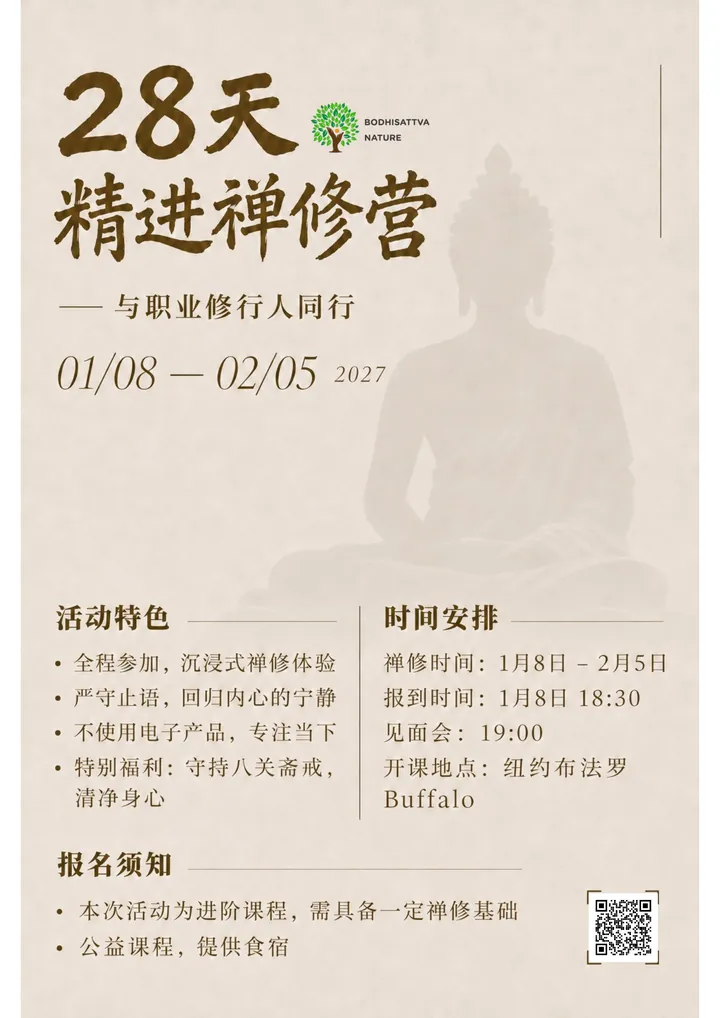 28天
BODHISATTVA
NATURE
精进禅修营
—— 与职业修行人同行
01/08 — 02/05 2027
活动特色
• 全程参加，沉浸式禅修体验
• 严守止语，回归内心的宁静
• 不使用电子产品，专注当下
• 特别福利：守持八关斋戒，
清净身心
时间安排
禅修时间：1月8日 – 2月5日
报到时间：1月8日 18:30
见面会：19:00
开课地点：纽约布法罗
Buffalo
报名须知
• 本次活动为进阶课程，需具备一定禅修基础
• 公益课程，提供食宿